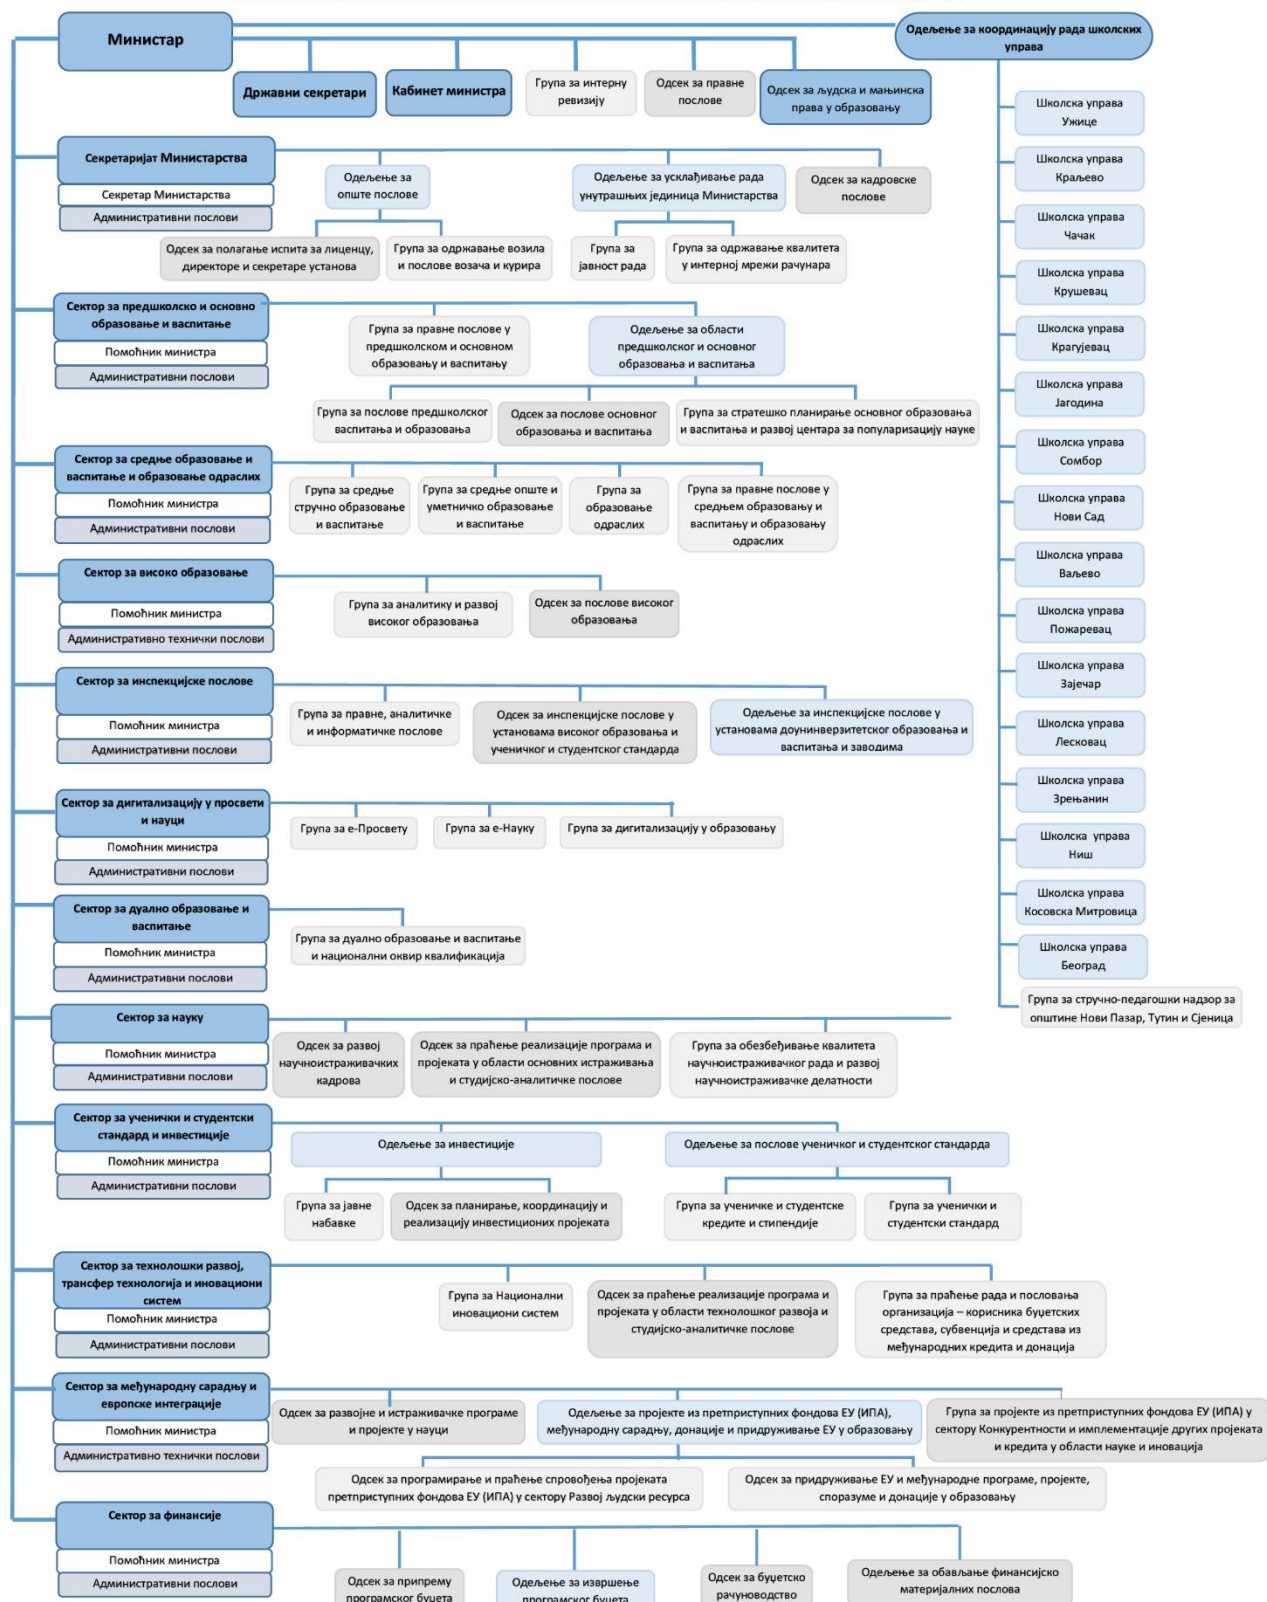 Министар
Одељење за координацију рада школских
управа
Државни секретари
Кабинет министра
Група за интерну
ревизију
Одсек за правне
послове
Одсек за људска и мањинска
права у образовању
Школска управа
Ужице
Школска управа
Краљево
Школска управа
Чачак
Школска управа
Крушевац
Школска управа
Крагујевац
Школска управа
Јагодина
Школска управа
Сомбор
Школска управа
Нови Сад
Школска управа
Ваљево
Школска управа
Пожаревац
Школска управа
Зајечар
Школска управа
Лесковац
Школска управа
Зрењанин
Школска управа
Ниш
Школска управа
Косовска Митровица
Школска управа
Београд
Група за стручно-педагошки надзор за
општине Нови Пазар, Тутин и Сјеница
Секретаријат Министарства
Секретар Министарства
Административни послови
Одељење за
опште послове
Одељење за усклађивање рада
унутрашњих јединица Министарства
Одсек за кадровске
послове
Одсек за полагање испита за лиценцу,
директоре и секретаре установа
Група за одржавање возила
и послове возача и курира
Група за
јавност рада
Група за одржавање квалитета
у интерној мрежи рачунара
Сектор за предшколско и основно
образовање и васпитање
Помоћник министра
Административни послови
Група за правне послове у
предшколском и основном
образовању и васпитању
Одељење за области
предшколског и основног
образовања и васпитања
Група за послове предшколског
васпитања и образовања
Одсек за послове основног
образовања и васпитања
Група за стратешко планирање основног образовања
и васпитања и развој центара за популаризацију науке
Сектор за средње образовање и
васпитање и образовање одраслих
Помоћник министра
Административни послови
Група за средње
стручно образовање
и васпитање
Група за средње опште и
уметничко образовање
и васпитање
Група за
образовање
одраслих
Група за правне послове у
средњем образовању и
васпитању и образовању
одраслих
Сектор за високо образовање
Помоћник министра
Административно технички послови
Група за аналитику и развој
високог образовања
Одсек за послове високог
образовања
Сектор за инспекцијске послове
Помоћник министра
Административни послови
Група за правне, аналитичке
и информатичке послове
Одсек за инспекцијске послове у
установама високог образовања и
ученичког и студентског стандарда
Одељење за инспекцијске послове у
установама доунинверзитетског образовања и
васпитања и заводима
Сектор за дигитализацију у просвети
и науци
Помоћник министра
Административни послови
Група за е-Просвету
Група за е-Науку
Група за дигитализацију у образовању
Сектор за дуално образовање и
васпитање
Помоћник министра
Административни послови
Група за дуално образовање и васпитање
и национални оквир квалификација
Сектор за науку
Помоћник министра
Административни послови
Одсек за развој
научноистраживачких
кадрова
Одсек за праћење реализације програма и
пројеката у области основних истраживања
и студијско-аналитичке послове
Група за обезбеђивање квалитета
научноистраживачког рада и развој
научноистраживачке делатности
Сектор за ученички и студентски
стандард и инвестиције
Помоћник министра
Административни послови
Одељење за инвестиције
Одељење за послове ученичког и студентског стандарда
Група за јавне
набавке
Одсек за планирање, координацију и
реализацију инвестиционих пројеката
Група за ученичке и студентске
кредите и стипендије
Група за ученички и
студентски стандард
Сектор за технолошки развој,
трансфер технологија и иновациони
систем
Помоћник министра
Административни послови
Група за Национални
иновациони систем
Одсек за праћење реализације програма и
пројеката у области технолошког развоја и
студијско-аналитичке послове
Група за праћење рада и пословања
организација – корисника буџетских
средстава, субвенција и средстава из
међународних кредита и донација
Сектор за међународну сарадњу и
европске интеграције
Помоћник министра
Административно технички послови
Одсек за развојне и истраживачке програме
и пројекте у науци
Одељење за пројекте из претприступних фондова ЕУ (ИПА),
међународну сарадњу, донације и придруживање ЕУ у образовању
Група за пројекте из претприступних фондова ЕУ (ИПА) у
сектору Конкурентности и имплементације других пројеката
и кредита у области науке и иновација
Одсек за програмирање и праћење спровођења пројеката
претприступних фондова ЕУ (ИПА) у сектору Развој људски ресурса
Одсек за придруживање ЕУ и међународне програме, пројекте,
споразуме и донације у образовању
Сектор за финансије
Помоћник министра
Административни послови
Одсек за припрему
програмског буџета
Одељење за извршење
програмског буџета
Одсек за буџетско
рачуноводство
Одељење за обављање финансијско
материјалних послова